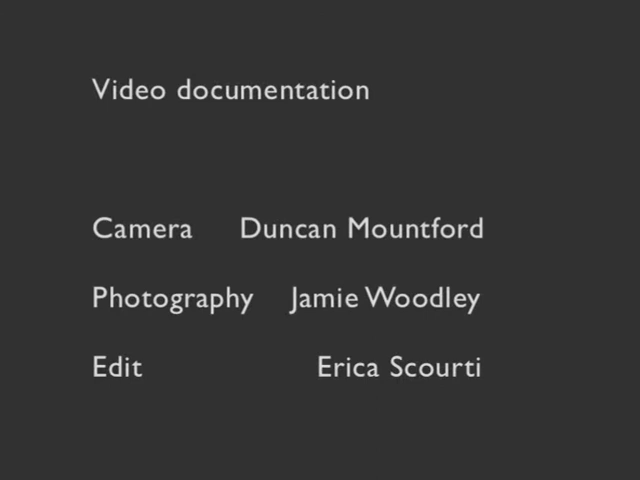 Video documentation
Camera Duncan Mountford
Photography Jamie Woodley
Edit Erica Scourti